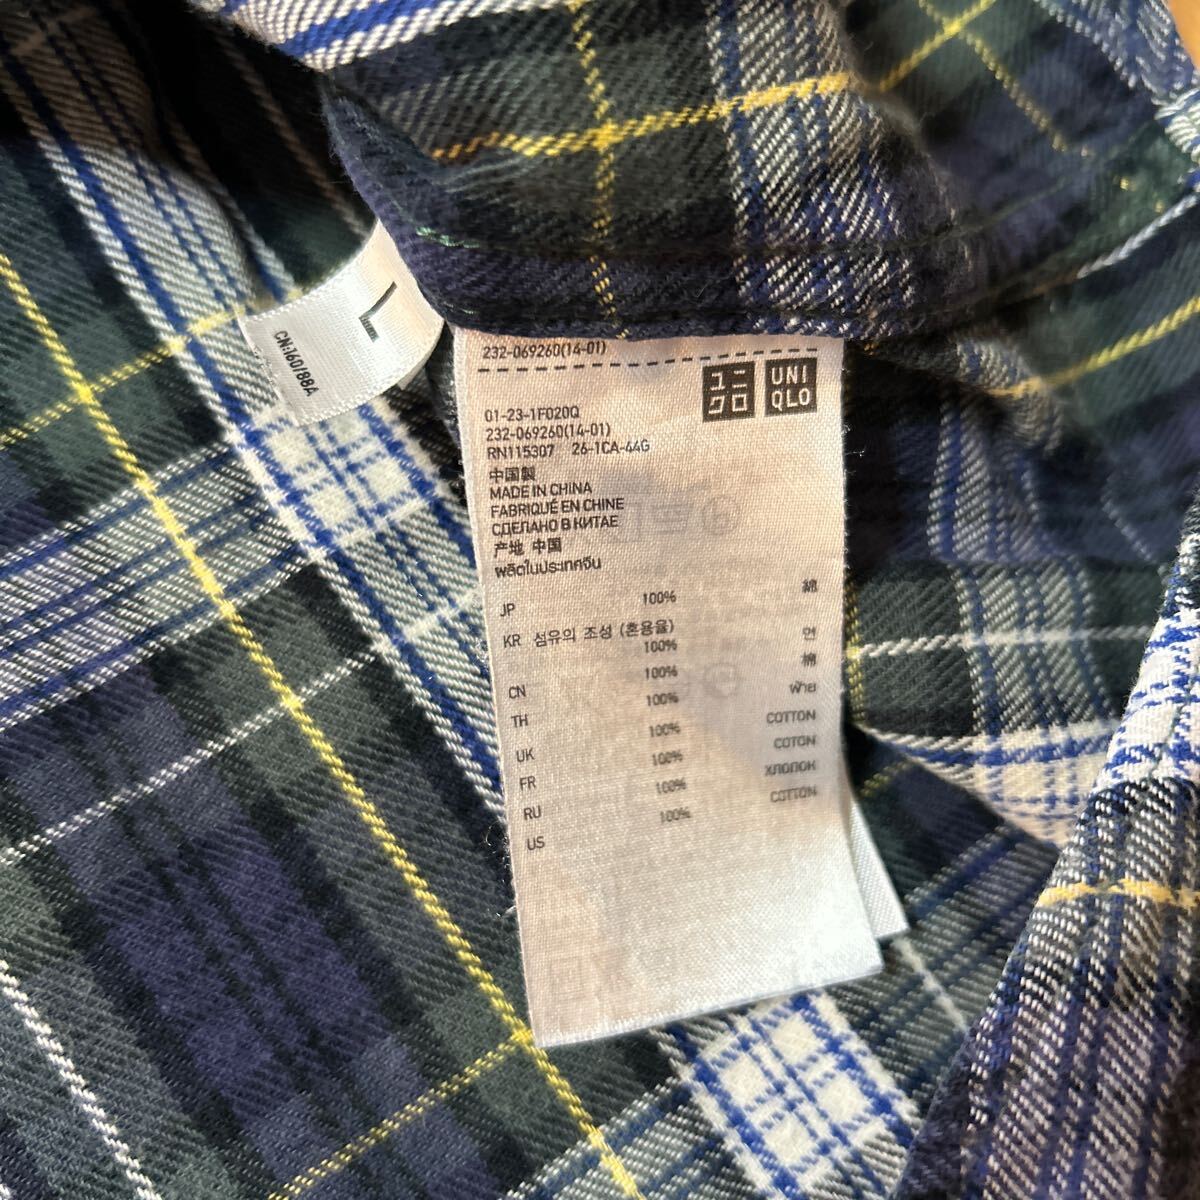 L
CN:160/88A
232-069260(14-01)
ユニ
クロ
UNI
QLO
01-23-1F020Q
232-069260(14-01)
RN115307 26-1CA-44G
中国製
MADE IN CHINA
FABRIQUÉ EN CHINE
СДЕЛАНО В КИТАЕ
产地 中国
ผลิตในประเทศจีน
JP 100% 綿
KR 섬유의 조성 (혼용율)
100% 면
CN 100% 棉
TH 100% ฝ้าย
UK 100% COTTON
FR 100% COTON
RU 100% ХЛОПОК
US 100% COTTON